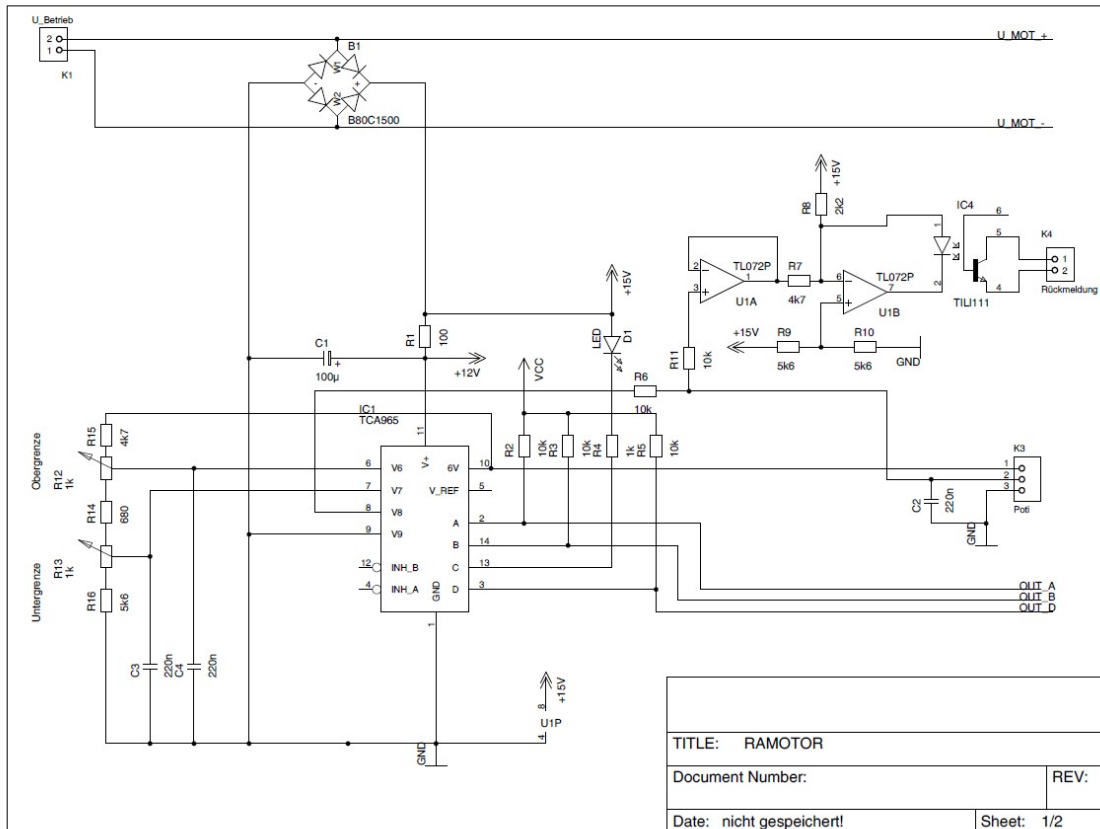 U_Betrieb
2
1
K1
B1
W1
W2
-
+
B80C1500
U_MOT_+
U_MOT_-
+15V
R8
2k2
IC4
6
5
4
1
2
K4
1
2
TILI111
Rückmeldung
2
3
1
TL072P
U1A
R7
4k7
6
5
7
TL072P
U1B
+15V
R9
5k6
R10
5k6
GND
R11
10k
+15V
R1
100
C1
+
100µ
+12V
LED
D1
VCC
R6
10k
IC1
TCA965
11
R2
10k
R3
10k
R4
1k
R5
10k
Obergrenze
R15
4k7
R12
1k
R14
680
Untergrenze
R13
1k
R16
5k6
6
V6
7
V7
8
V8
9
V9
12
INH_B
4
INH_A
V+
6V
10
V_REF
5
A
2
B
14
C
13
D
3
GND
1
K3
1
2
3
Poti
C2
220n
GND
OUT_A
OUT_B
OUT_D
C3
220n
C4
220n
+15V
8
U1P
4
GND
TITLE: RAMOTOR
Document Number:
REV:
Date: nicht gespeichert!
Sheet: 1/2